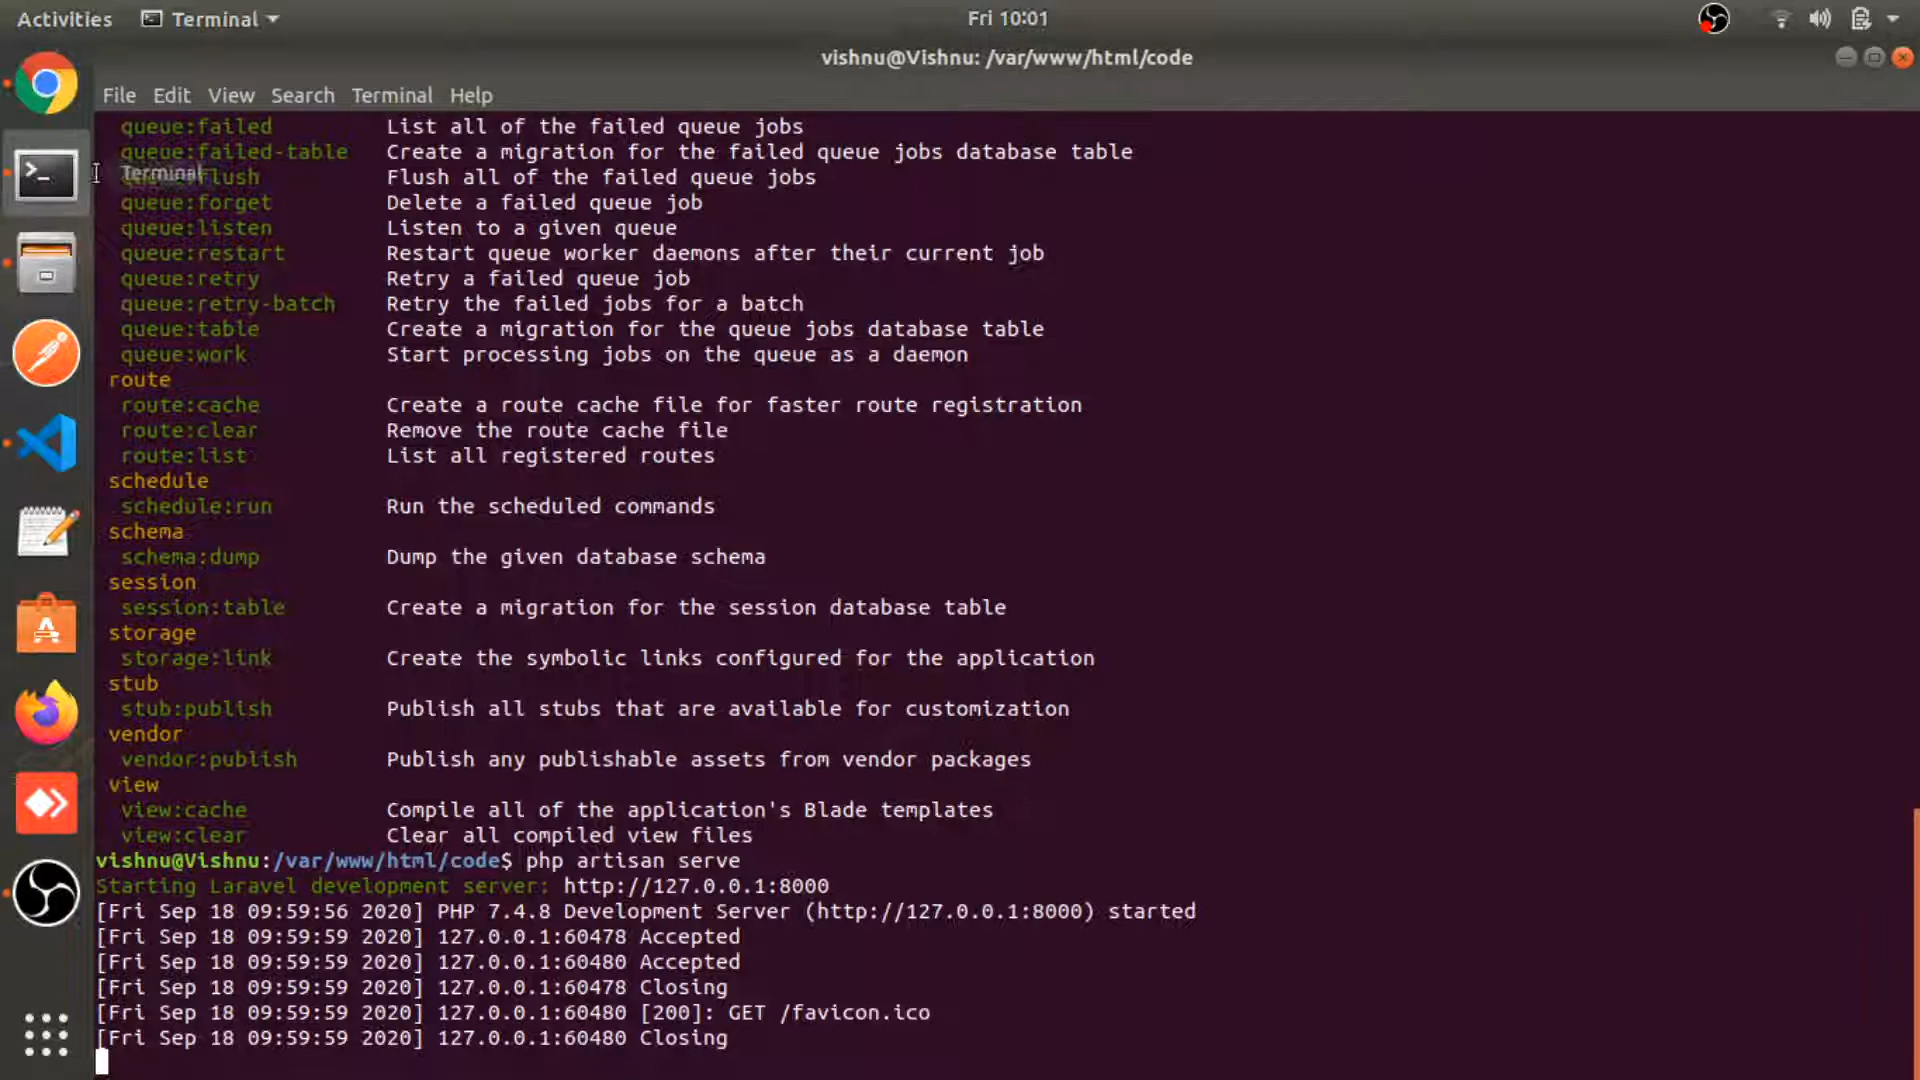 Activities
Terminal
Fri 10:01
vishnu@Vishnu: /var/www/html/code
File Edit View Search Terminal Help
queue:failed List all of the failed queue jobs
queue:failed-table Create a migration for the failed queue jobs database table
Terminal
queue:flush Flush all of the failed queue jobs
queue:forget Delete a failed queue job
queue:listen Listen to a given queue
queue:restart Restart queue worker daemons after their current job
queue:retry Retry a failed queue job
queue:retry-batch Retry the failed jobs for a batch
queue:table Create a migration for the queue jobs database table
queue:work Start processing jobs on the queue as a daemon
route
route:cache Create a route cache file for faster route registration
route:clear Remove the route cache file
route:list List all registered routes
schedule
schedule:run Run the scheduled commands
schema
schema:dump Dump the given database schema
session
session:table Create a migration for the session database table
storage
storage:link Create the symbolic links configured for the application
stub
stub:publish Publish all stubs that are available for customization
vendor
vendor:publish Publish any publishable assets from vendor packages
view
view:cache Compile all of the application's Blade templates
view:clear Clear all compiled view files
vishnu@Vishnu:/var/www/html/code$ php artisan serve
Starting Laravel development server: http://127.0.0.1:8000
[Fri Sep 18 09:59:56 2020] PHP 7.4.8 Development Server (http://127.0.0.1:8000) started
[Fri Sep 18 09:59:59 2020] 127.0.0.1:60478 Accepted
[Fri Sep 18 09:59:59 2020] 127.0.0.1:60480 Accepted
[Fri Sep 18 09:59:59 2020] 127.0.0.1:60478 Closing
[Fri Sep 18 09:59:59 2020] 127.0.0.1:60480 [200]: GET /favicon.ico
[Fri Sep 18 09:59:59 2020] 127.0.0.1:60480 Closing